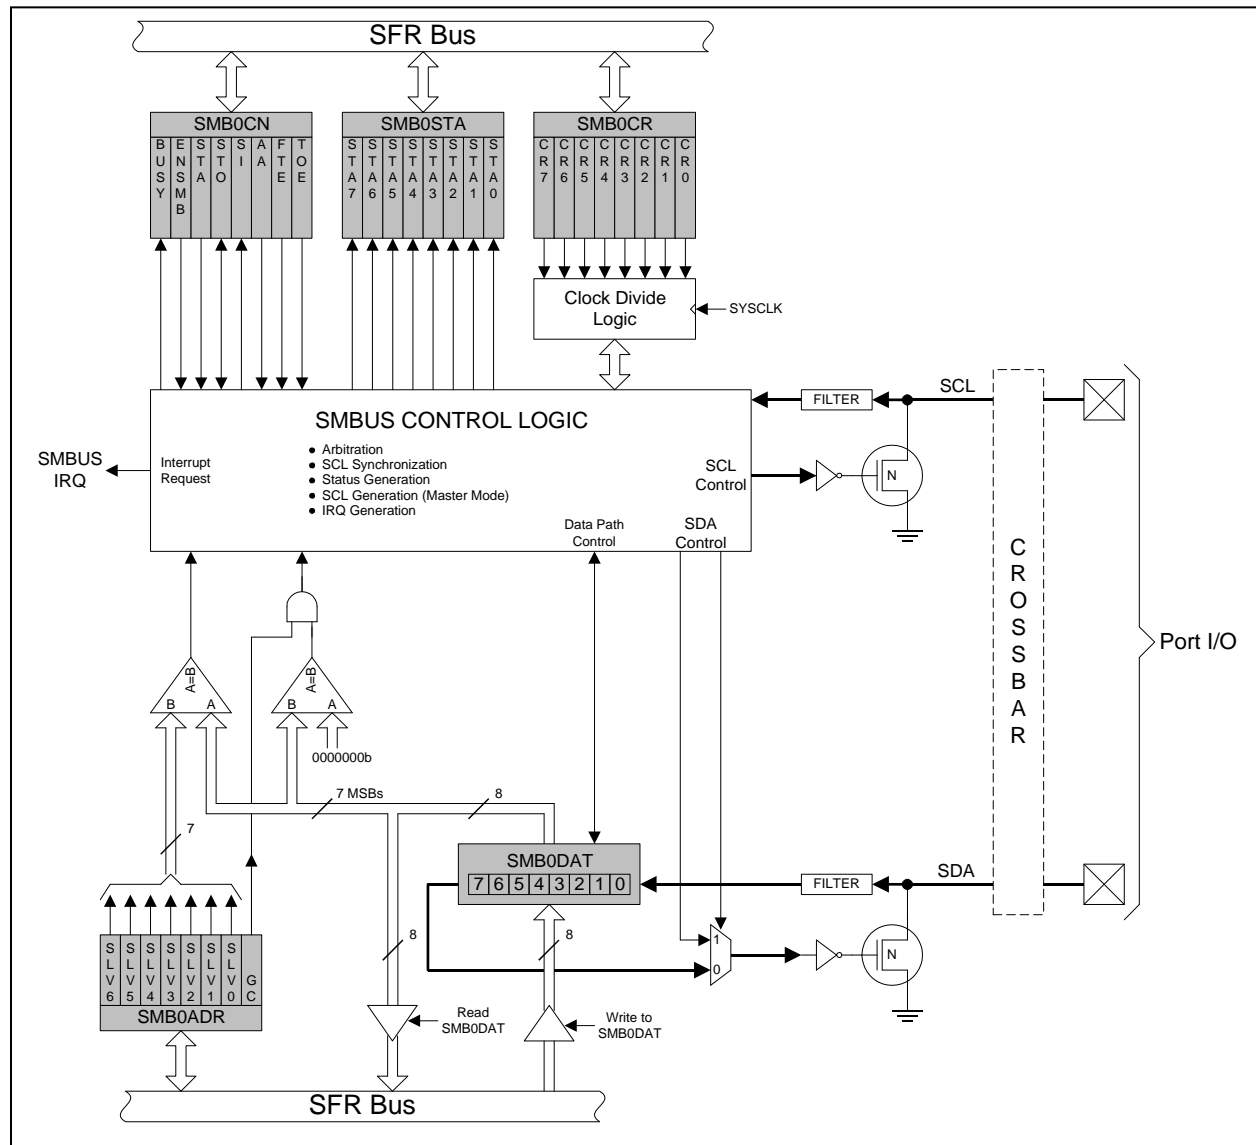 SFR Bus
SMB0CN
BUSY
ENSMB
STA
STO
SI
AA
FTE
TOE
SMB0STA
STA7
STA6
STA5
STA4
STA3
STA2
STA1
STA0
SMB0CR
CR7
CR6
CR5
CR4
CR3
CR2
CR1
CR0
Clock Divide
Logic
SYSCLK
SMBUS CONTROL LOGIC
Arbitration
SCL Synchronization
Status Generation
SCL Generation (Master Mode)
IRQ Generation
SMBUS
IRQ
Interrupt
Request
Data Path
Control
SCL
Control
SDA
Control
FILTER
SCL
N
CROSSBAR
Port I/O
A=B
B
A
A=B
B
A
0000000b
7 MSBs
8
7
SMB0DAT
7 6 5 4 3 2 1 0
FILTER
SDA
1
0
N
8
8
SLV6
SLV5
SLV4
SLV3
SLV2
SLV1
SLV0
GC
SMB0ADR
Read
SMB0DAT
Write to
SMB0DAT
SFR Bus